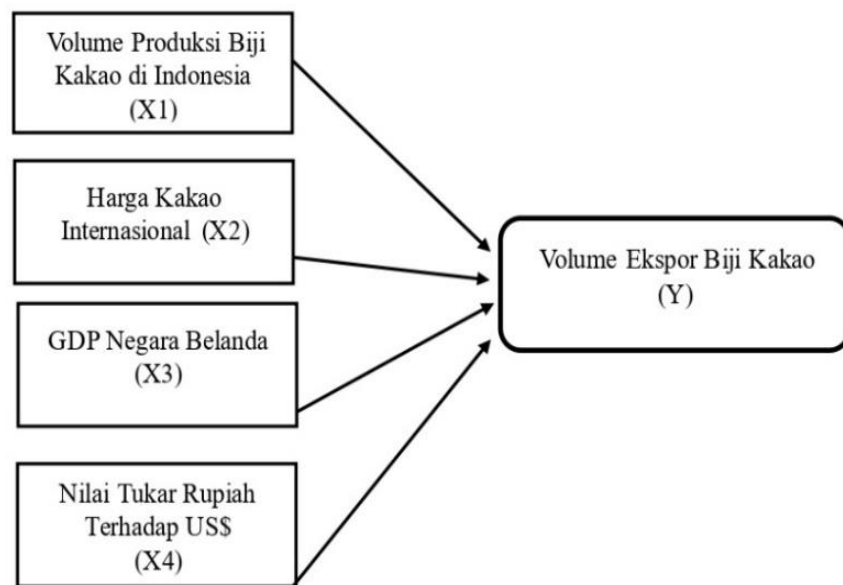 Volume Produksi Biji
Kakao di Indonesia
(X1)
Harga Kakao
Internasional (X2)
GDP Negara Belanda
(X3)
Nilai Tukar Rupiah
Terhadap US$
(X4)
Volume Ekspor Biji Kakao
(Y)